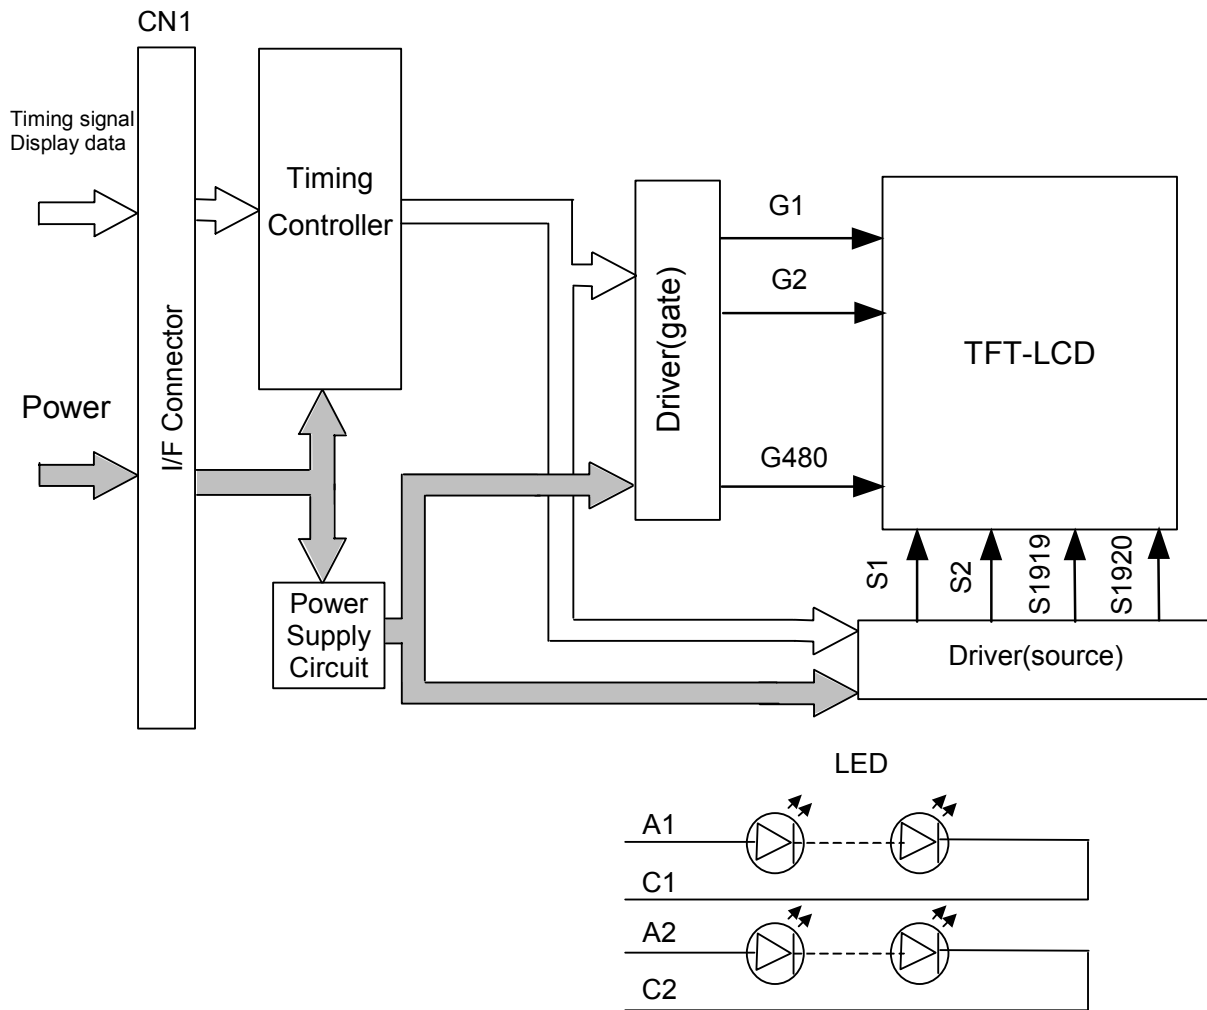 CN1
Timing signal
Display data
Timing
Controller
I/F Connector
Power
Driver(gate)
G1
G2
G480
TFT-LCD
S1
S2
S1919
S1920
Power
Supply
Circuit
Driver(source)
LED
A1
C1
A2
C2